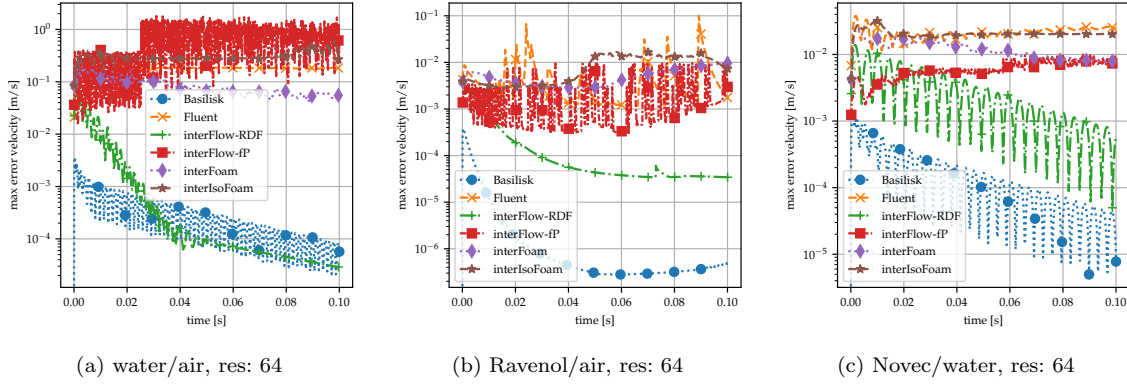 max error velocity [m/s]
10⁰
10⁻¹
10⁻²
10⁻³
10⁻⁴
Basilisk
Fluent
interFlow-RDF
interFlow-fP
interFoam
interIsoFoam
0.00 0.02 0.04 0.06 0.08 0.10
time [s]
(a) water/air, res: 64
max error velocity [m/s]
10⁻¹
10⁻²
10⁻³
10⁻⁴
10⁻⁵
10⁻⁶
Basilisk
Fluent
interFlow-RDF
interFlow-fP
interFoam
interIsoFoam
0.00 0.02 0.04 0.06 0.08 0.10
time [s]
(b) Ravenol/air, res: 64
max error velocity [m/s]
10⁻²
10⁻³
10⁻⁴
10⁻⁵
Basilisk
Fluent
interFlow-RDF
interFlow-fP
interFoam
interIsoFoam
0.00 0.02 0.04 0.06 0.08 0.10
time [s]
(c) Novec/water, res: 64